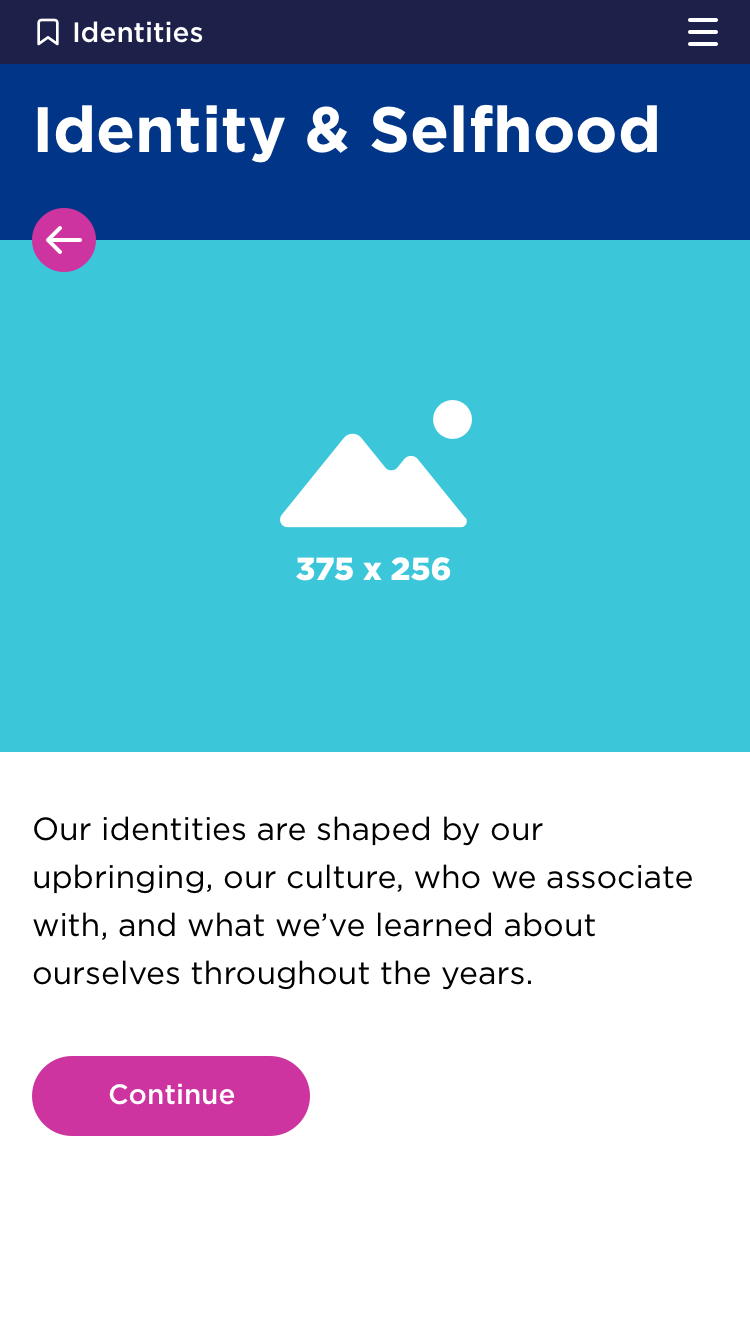 Identities
Identity & Selfhood
375 x 256
Our identities are shaped by our
upbringing, our culture, who we associate
with, and what we’ve learned about
ourselves throughout the years.
Continue